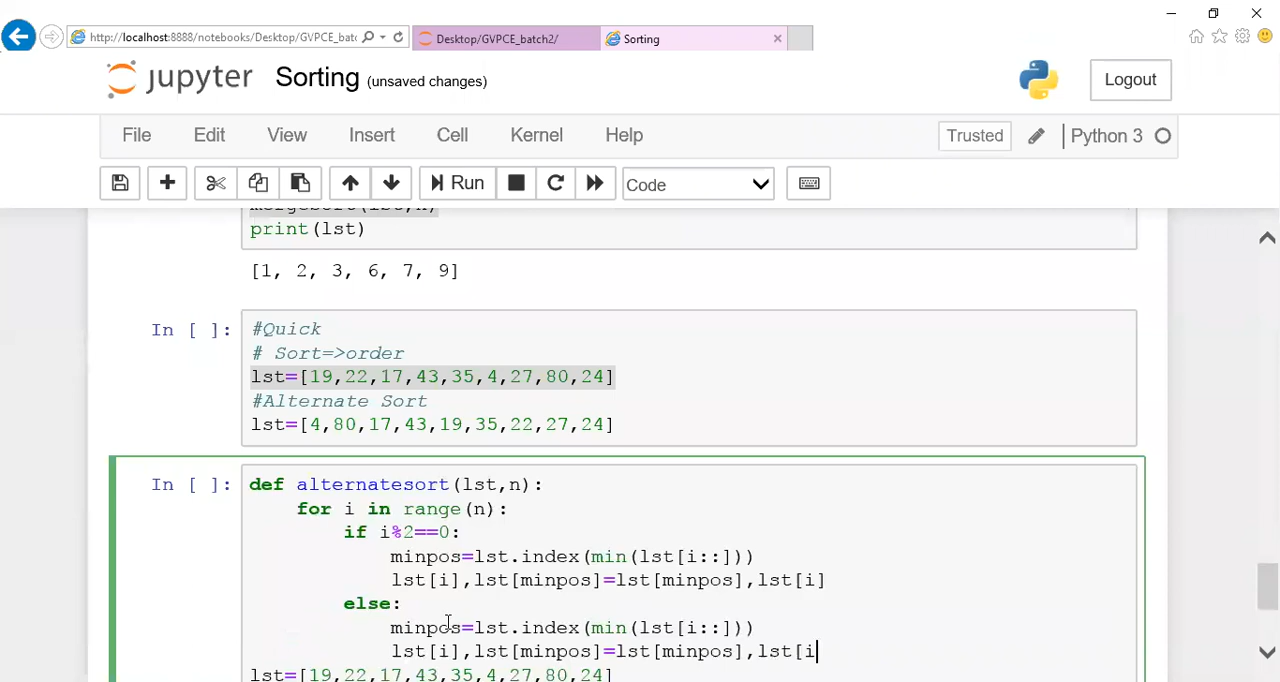 http://localhost:8888/notebooks/Desktop/GVPCE_batc
Desktop/GVPCE_batch2/
Sorting
jupyter Sorting (unsaved changes)
Logout
File Edit View Insert Cell Kernel Help
Trusted
Python 3
Run
Code
print(lst)
[1, 2, 3, 6, 7, 9]
In [ ]:
#Quick
# Sort=>order
lst=[19,22,17,43,35,4,27,80,24]
#Alternate Sort
lst=[4,80,17,43,19,35,22,27,24]
In [ ]:
def alternatesort(lst,n):
for i in range(n):
if i%2==0:
minpos=lst.index(min(lst[i::]))
lst[i],lst[minpos]=lst[minpos],lst[i]
else:
minpos=lst.index(min(lst[i::]))
lst[i],lst[minpos]=lst[minpos],lst[i
lst=[19,22,17,43,35,4,27,80,24]